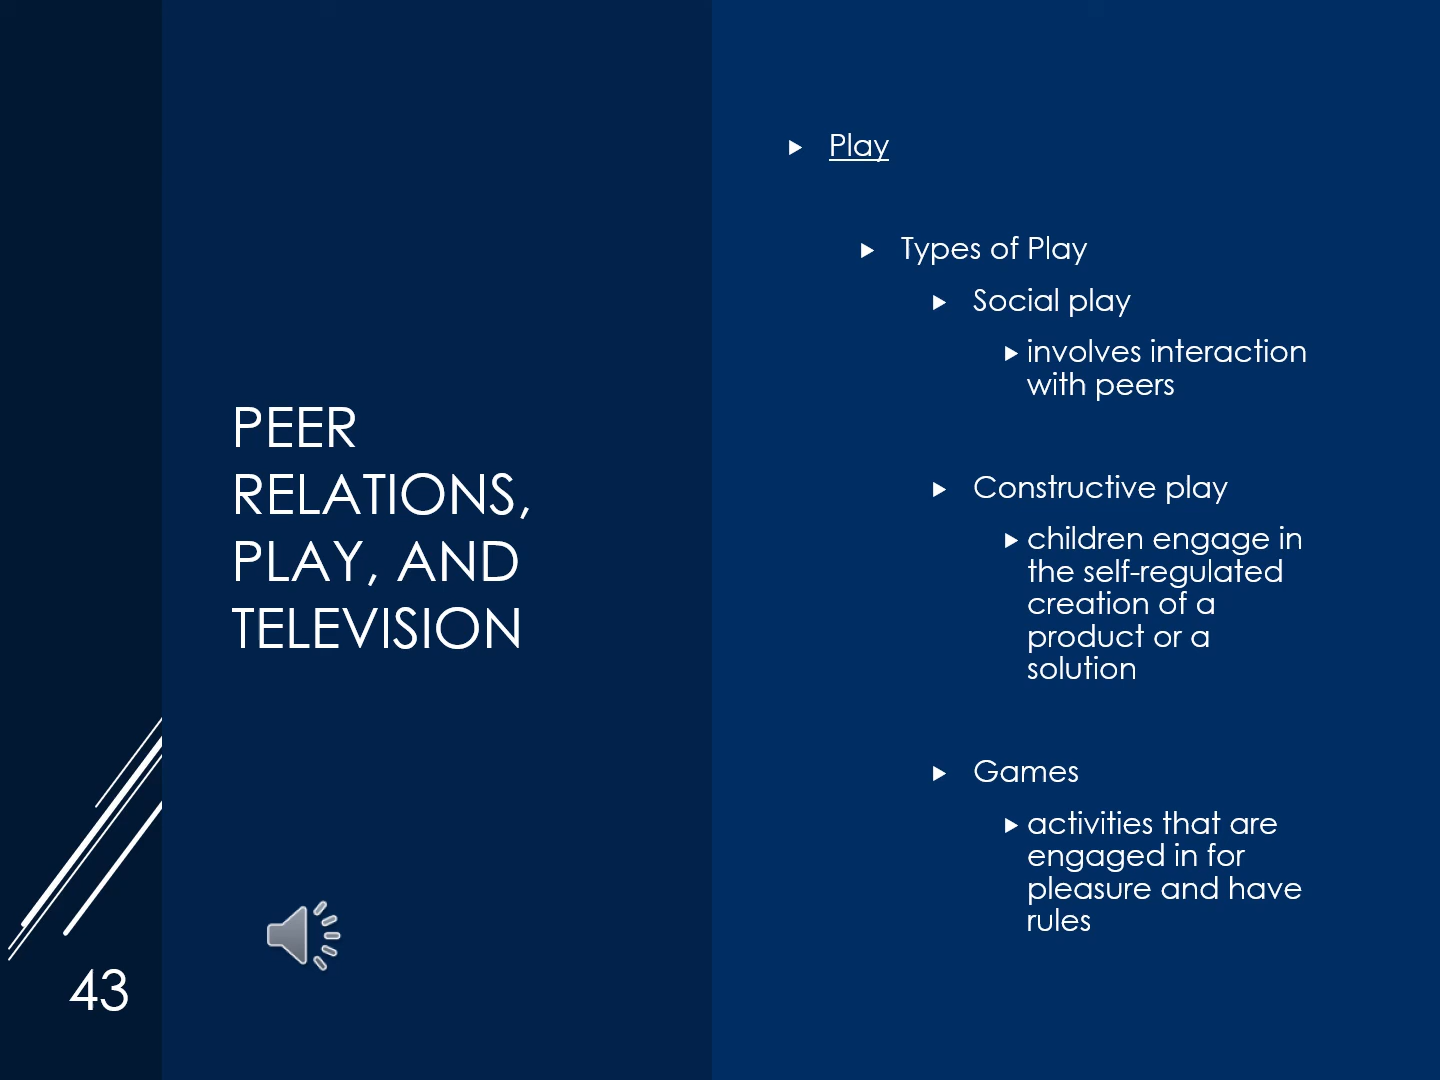 PEER
RELATIONS,
PLAY, AND
TELEVISION
43
Play
Types of Play
Social play
involves interaction
with peers
Constructive play
children engage in
the self-regulated
creation of a
product or a
solution
Games
activities that are
engaged in for
pleasure and have
rules